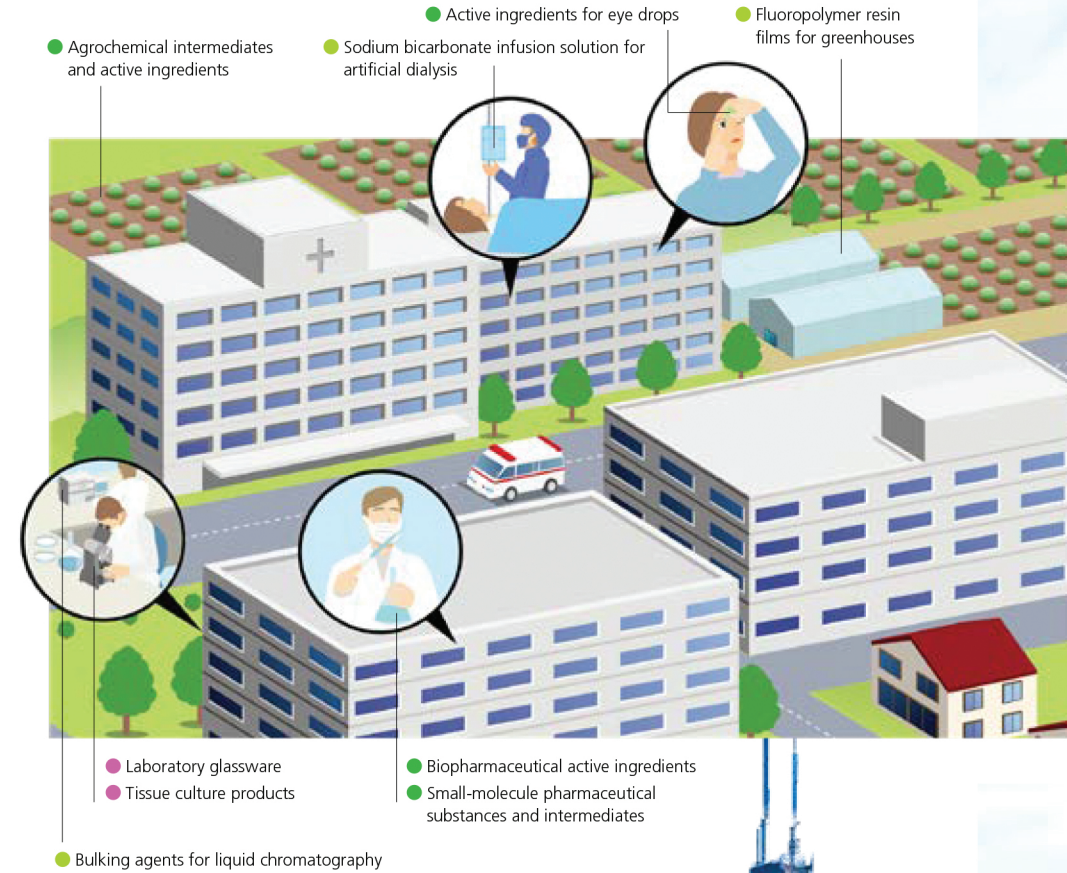 Active ingredients for eye drops
Fluoropolymer resin
films for greenhouses
Agrochemical intermediates
and active ingredients
Sodium bicarbonate infusion solution for
artificial dialysis
Laboratory glassware
Tissue culture products
Biopharmaceutical active ingredients
Small-molecule pharmaceutical
substances and intermediates
Bulking agents for liquid chromatography